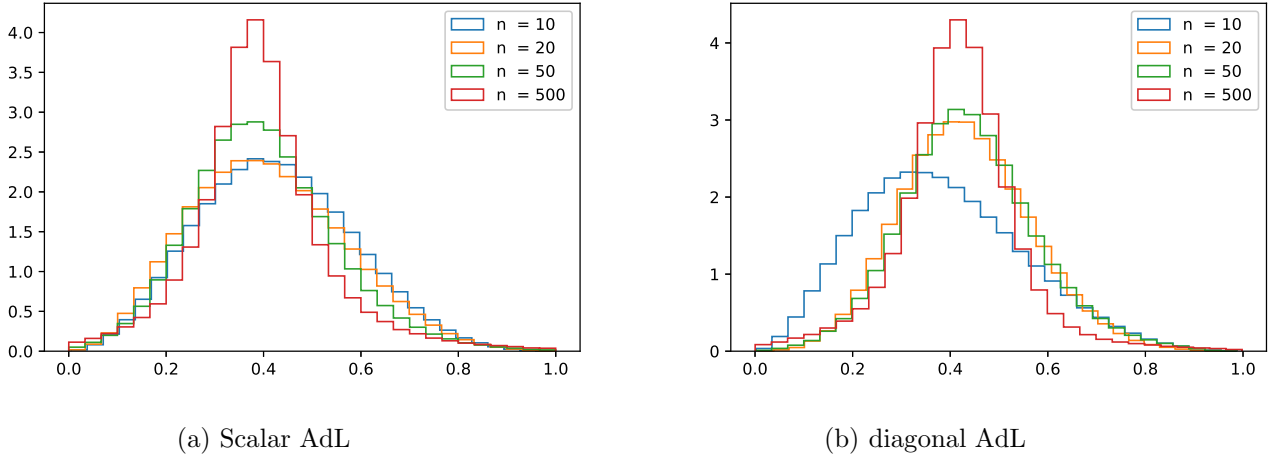 4.0
3.5
3.0
2.5
2.0
1.5
1.0
0.5
0.0
0.0 0.2 0.4 0.6 0.8 1.0
n = 10
n = 20
n = 50
n = 500
(a) Scalar AdL
4
3
2
1
0
0.0 0.2 0.4 0.6 0.8 1.0
n = 10
n = 20
n = 50
n = 500
(b) diagonal AdL